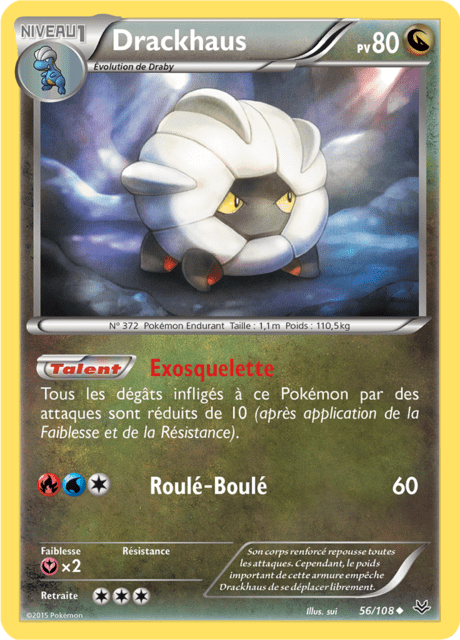 NIVEAU 1
Drackhaus
PV 80
Évolution de Draby
N° 372 Pokémon Endurant Taille : 1,1m Poids : 110,5kg
Talent Exosquelette
Tous les dégâts infligés à ce Pokémon par des
attaques sont réduits de 10 (après application de la
Faiblesse et de la Résistance).
Roulé-Boulé 60
Faiblesse Résistance
×2
Retraite
Son corps renforcé repousse toutes
les attaques. Cependant, le poids
important de cette armure empêche
Drackhaus de se déplacer librement.
©2015 Pokémon
Illus. sui 56/108